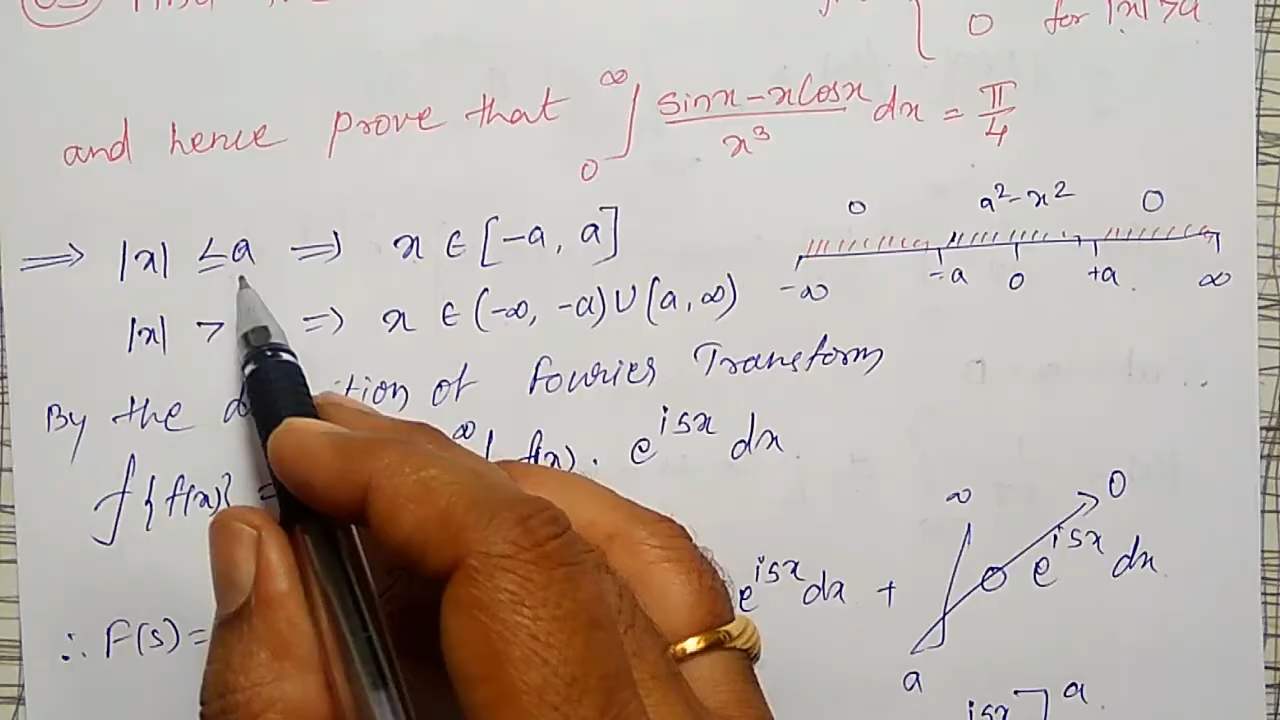 0 for |x| > a
and hence prove that ∫₀^∞ (sinx - xcosx)/x³ dx = π/4
⟹ |x| ≤ a ⟹ x ∈ [-a, a]
0 a²-x² 0
-∞ -a 0 +a ∞
|x| > ⟹ x ∈ (-∞, -a) ∪ (a, ∞)
By the of Fourier Transform
f{f(x)} = ∞ f(x). e^{isx} dx
∴ F(s) = e^{isx} dx + ∫ₐ^∞ 0 e^{isx} dx 0
isx ] a